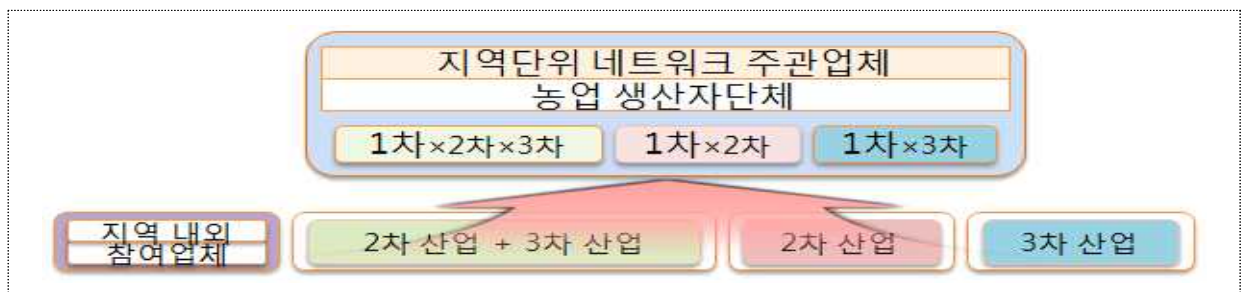 지역단위 네트워크 주관업체
농업 생산자단체
1차×2차×3차 1차×2차 1차×3차
지역 내외
참여업체
2차 산업 + 3차 산업 2차 산업 3차 산업